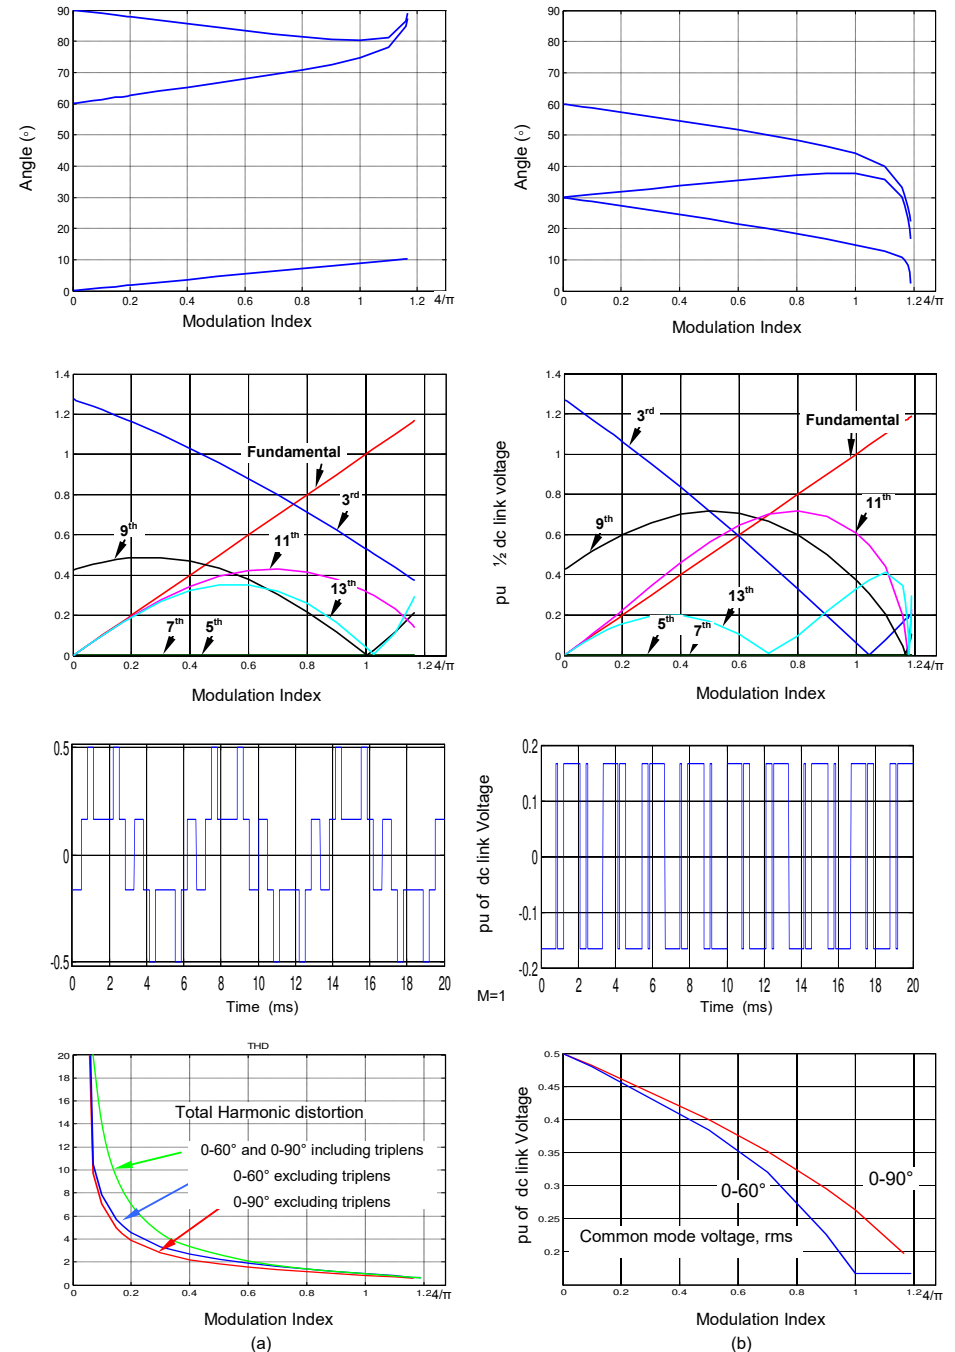 90
80
70
60
50
40
30
20
10
0
Angle (○)
0 0.2 0.4 0.6 0.8 1 1.2 4/π
Modulation Index
90
80
70
60
50
40
30
20
10
0
Angle (○)
0 0.2 0.4 0.6 0.8 1 1.2 4/π
Modulation Index
1.4
1.2
1
0.8
0.6
0.4
0.2
0
Fundamental
3rd
9th
11th
13th
7th
5th
0.2 0.4 0.6 0.8 1 1.2 4/π
Modulation Index
1.4
1.2
1
0.8
0.6
0.4
0.2
0
pu ½ dc link voltage
3rd
Fundamental
11th
9th
13th
5th
7th
0.2 0.4 0.6 0.8 1 1.2 4/π
Modulation Index
0.5
0
-0.5
0 2 4 6 8 10 12 14 16 18 20
Time (ms)
M=1
0.2
0.1
0
-0.1
-0.2
pu of dc link Voltage
0 2 4 6 8 10 12 14 16 18 20
Time (ms)
THD
20
18
16
14
12
10
8
6
4
2
0
Total Harmonic distortion
0-60° and 0-90° including triplens
0-60° excluding triplens
0-90° excluding triplens
0 0.2 0.4 0.6 0.8 1 1.2 4/π
Modulation Index
(a)
0.5
0.45
0.4
0.35
0.3
0.25
0.2
pu of dc link Voltage
0-60°
0-90°
Common mode voltage, rms
0 0.2 0.4 0.6 0.8 1 1.2 4/π
Modulation Index
(b)